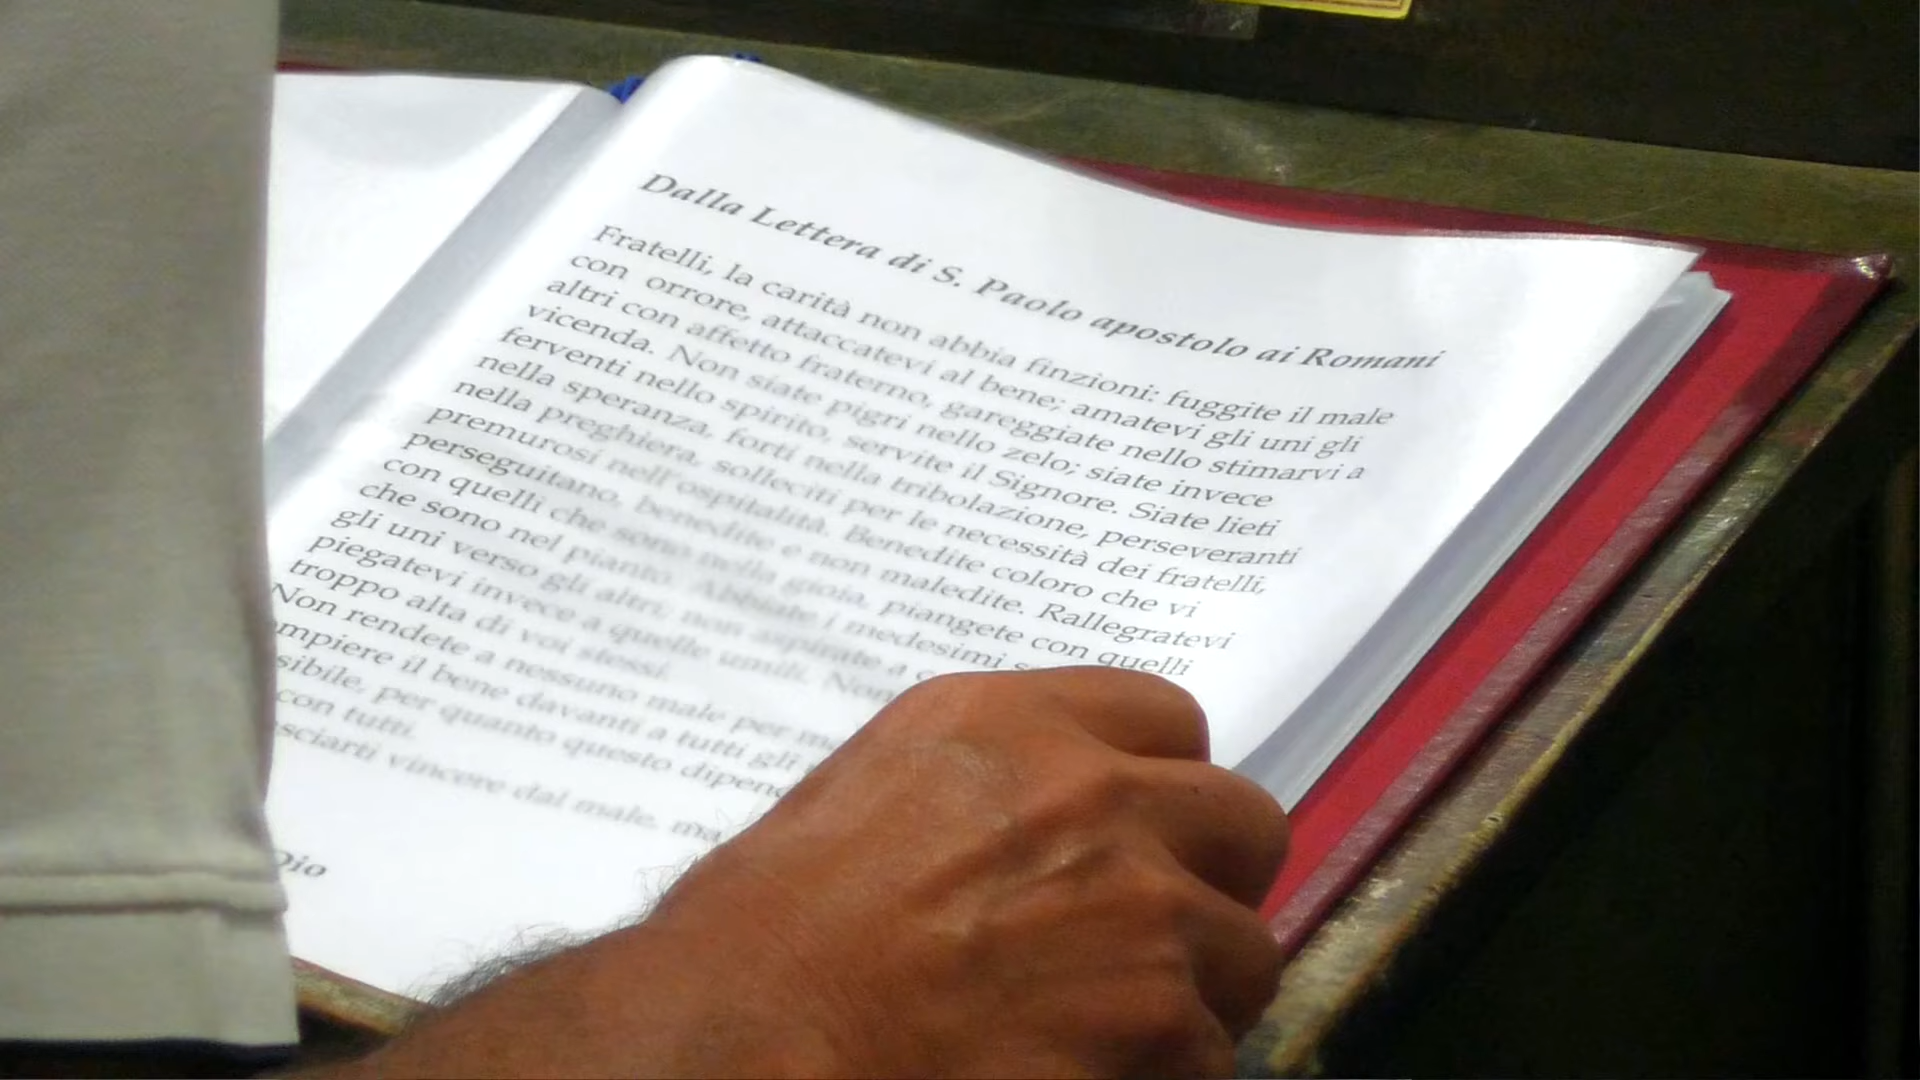 Dalla Lettera di S. Paolo apostolo ai Romani
Fratelli, la carità non abbia finzioni: fuggite il male
con orrore, attaccatevi al bene; amatevi gli uni gli
altri con affetto fraterno, gareggiate nello stimarvi a
vicenda. Non siate pigri nello zelo; siate invece
ferventi nello spirito, servite il Signore. Siate lieti
nella speranza, forti nella tribolazione, perseveranti
nella preghiera, solleciti per le necessità dei fratelli,
premurosi nell'ospitalità. Benedite coloro che vi
perseguitano, benedite e non maledite. Rallegratevi
con quelli che sono nella gioia, piangete con quelli
che sono nel pianto. Abbiate i medesimi
gli uni verso gli altri; non aspirate a
piegatevi invece a quelle umili. Non
troppo alta di voi stessi.
Non rendete a nessuno male per
mpiere il bene davanti a tutti gli
sibile, per quanto questo dipend
con tutti.
sciarti vincere dal male, ma
Dio